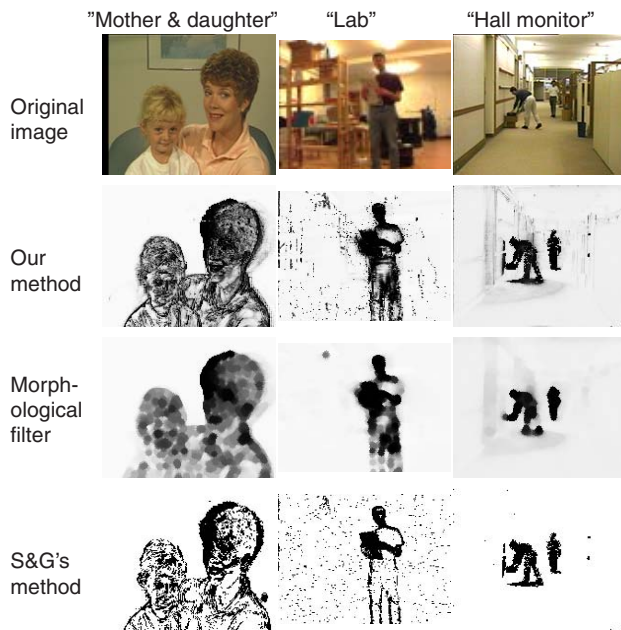 ”Mother & daughter” “Lab” “Hall monitor”
Original
image
Our
method
Morph-
ological
filter
S&G's
method